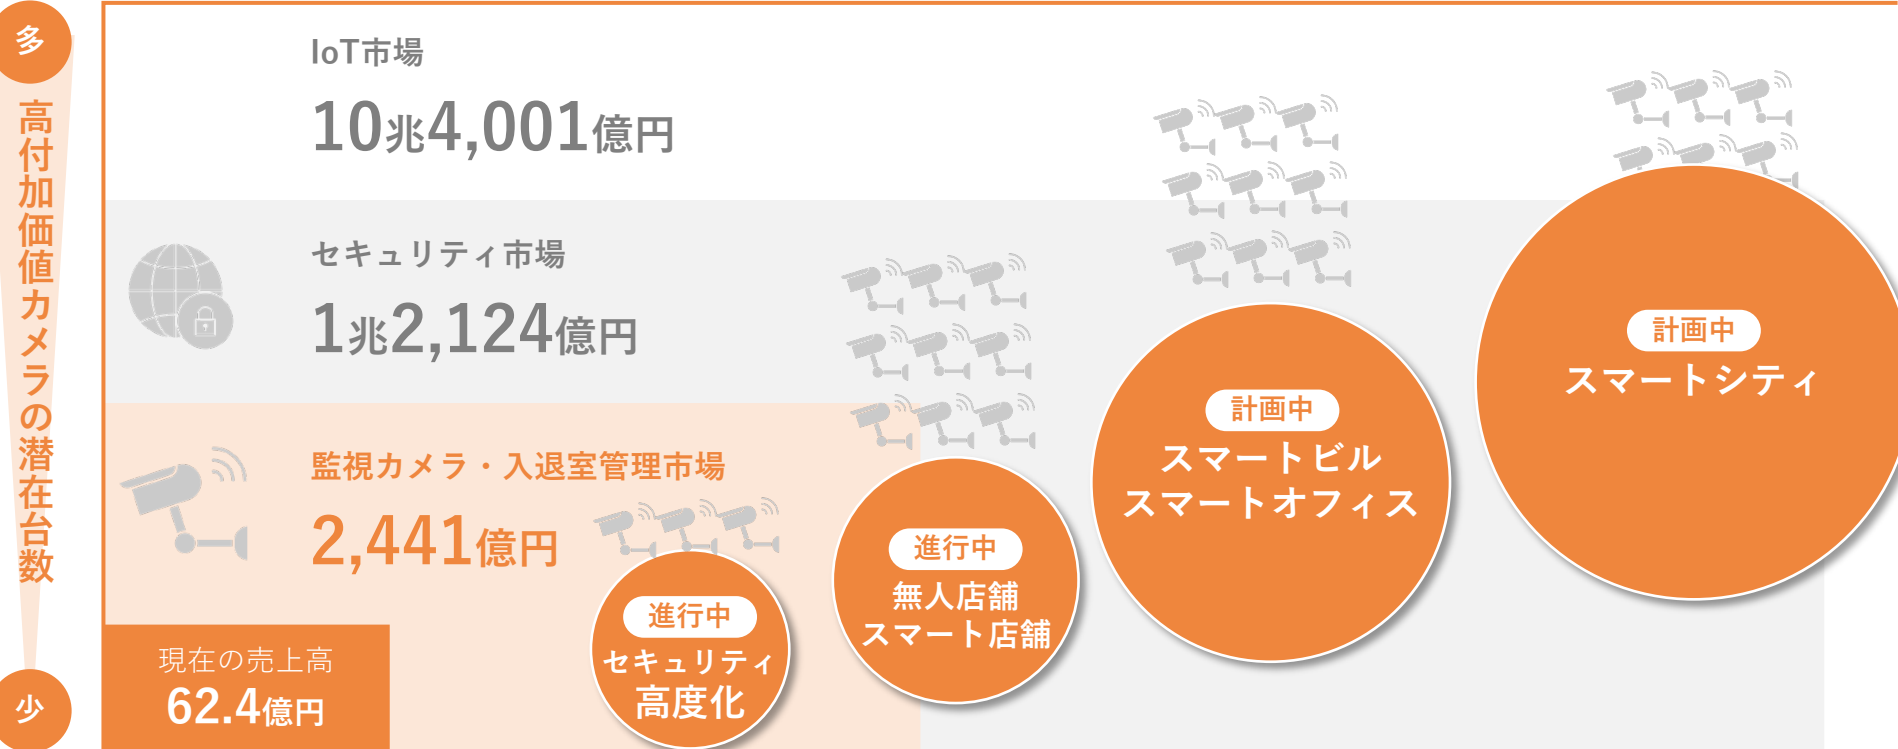 多
高付加価値カメラの潜在台数
少
IoT市場
10兆4,001億円
セキュリティ市場
1兆2,124億円
監視カメラ・入退室管理市場
2,441億円
現在の売上高
62.4億円
進行中
セキュリティ
高度化
進行中
無人店舗
スマート店舗
計画中
スマートビル
スマートオフィス
計画中
スマートシティ